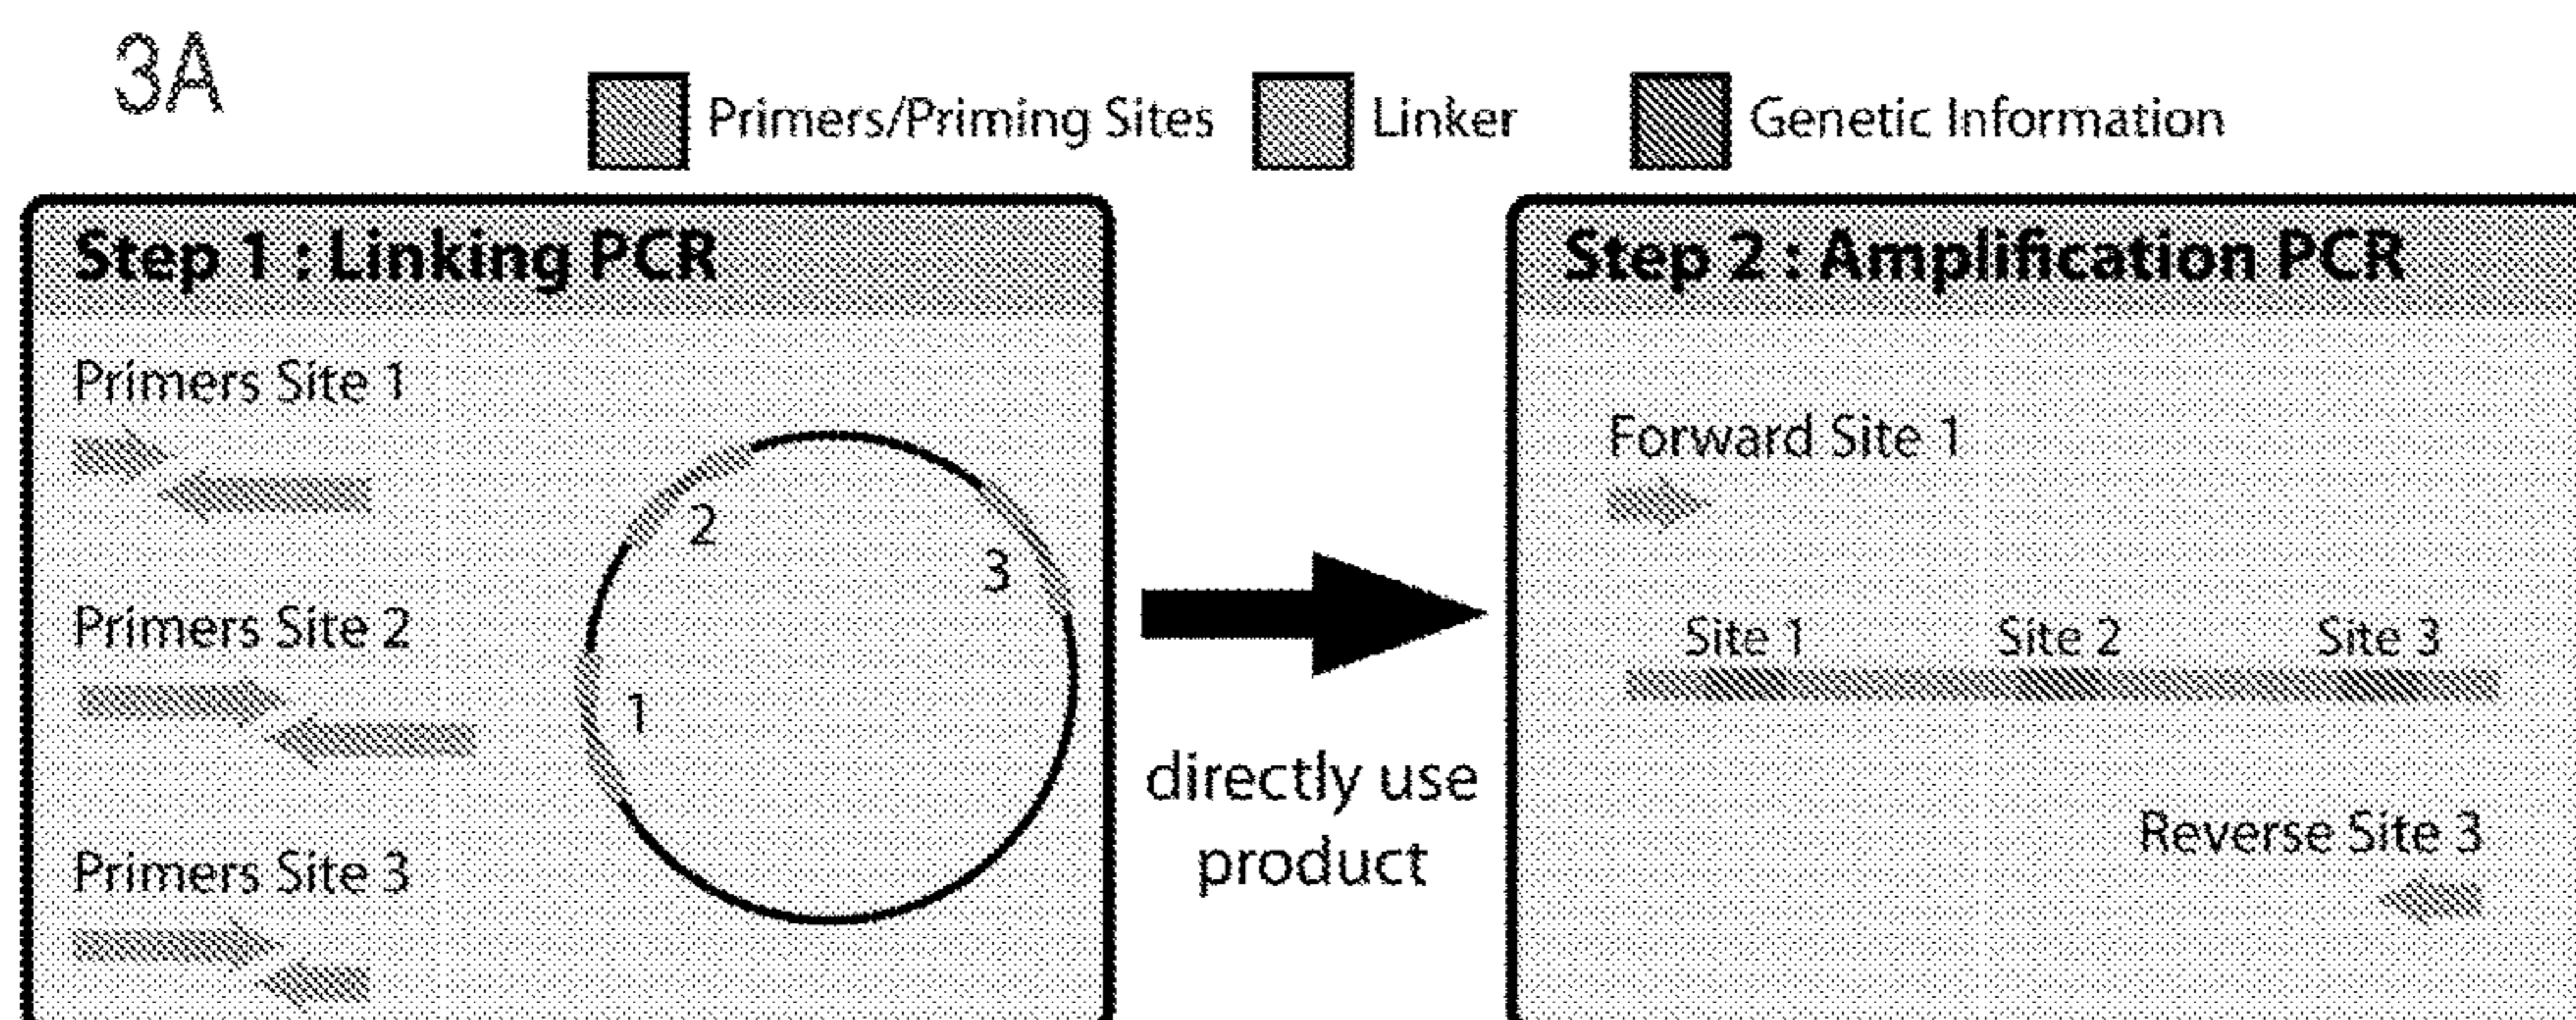 3A
Primers/Priming Sites Linker Genetic Information
Step 1 : Linking PCR
Primers Site 1
Primers Site 2
Primers Site 3
2
3
1
directly use
product
Step 2 : Amplification PCR
Forward Site 1
Site 1 Site 2 Site 3
Reverse Site 3